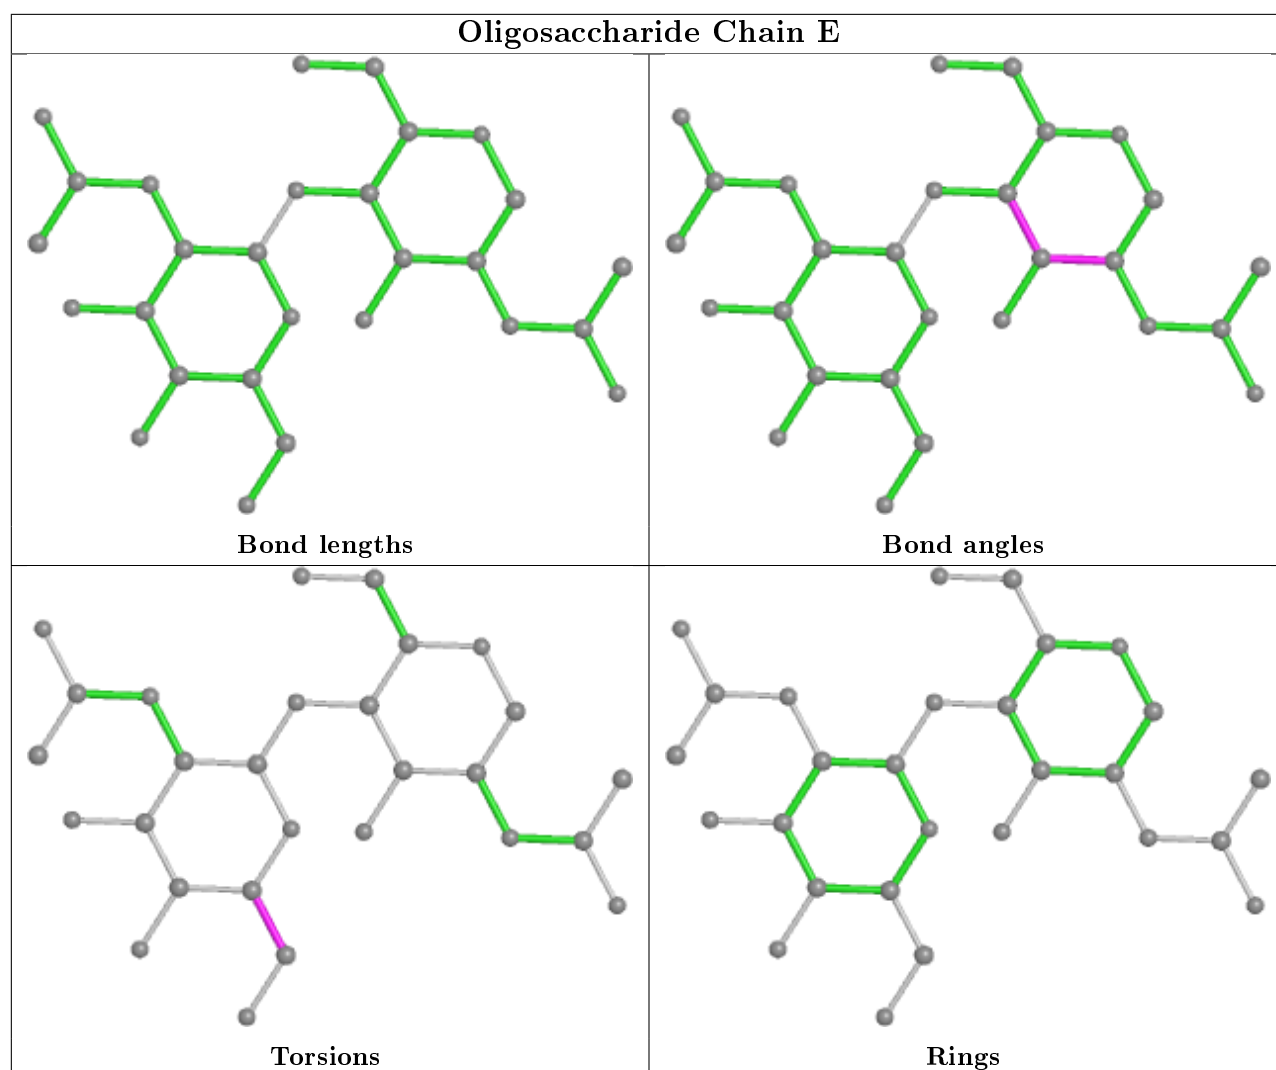 Oligosaccharide Chain E
Bond lengths
Bond angles
Torsions
Rings